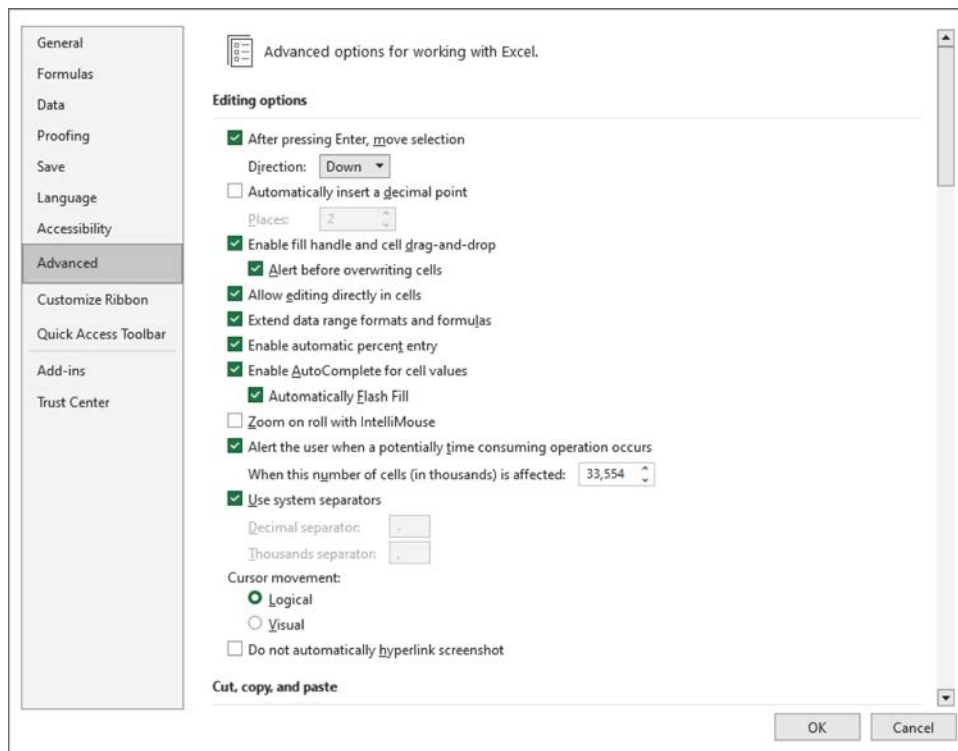 General
Formulas
Data
Proofing
Save
Language
Accessibility
Advanced
Customize Ribbon
Quick Access Toolbar
Add-ins
Trust Center
Advanced options for working with Excel.
Editing options
After pressing Enter, move selection
Direction: Down
Automatically insert a decimal point
Places: 2
Enable fill handle and cell drag-and-drop
Alert before overwriting cells
Allow editing directly in cells
Extend data range formats and formulas
Enable automatic percent entry
Enable AutoComplete for cell values
Automatically Flash Fill
Zoom on roll with IntelliMouse
Alert the user when a potentially time consuming operation occurs
When this number of cells (in thousands) is affected: 33,554
Use system separators
Decimal separator: .
Thousands separator: ,
Cursor movement:
Logical
Visual
Do not automatically hyperlink screenshot
Cut, copy, and paste
OK Cancel